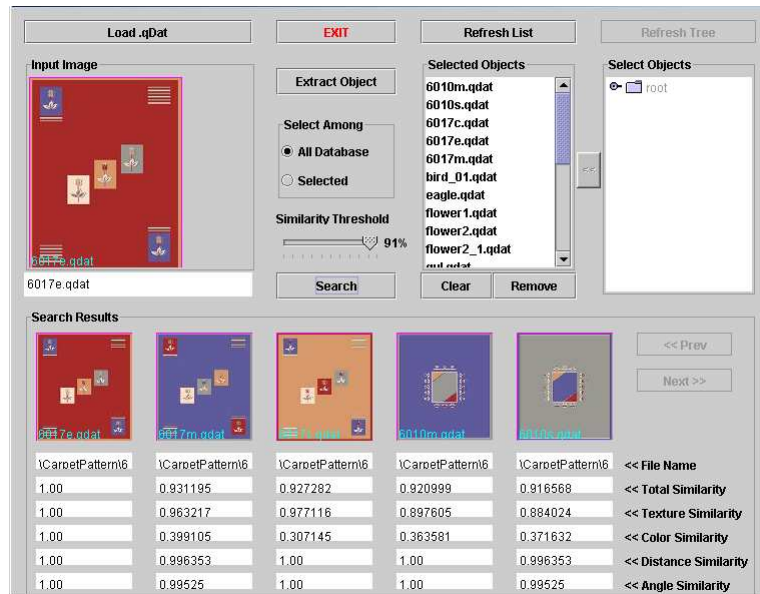 Load .qDat
EXIT
Refresh List
Refresh Tree
Input Image
6017e.qdat
6017e.qdat
Extract Object
Select Among
All Database
Selected
Similarity Threshold
91%
Search
Selected Objects
6010m.qdat
6010s.qdat
6017c.qdat
6017e.qdat
6017m.qdat
bird_01.qdat
eagle.qdat
flower1.qdat
flower2.qdat
flower2_1.qdat
gul.qdat
Clear
Remove
<<
Select Objects
root
Search Results
6017e.qdat
6017m.qdat
6017c.qdat
6010m.qdat
6010s.qdat
<< Prev
Next >>
\CarpetPattern\6 \CarpetPattern\6 \CarpetPattern\6 \CarpetPattern\6 \CarpetPattern\6 << File Name
1.00 0.931195 0.927282 0.920999 0.916568 << Total Similarity
1.00 0.963217 0.977116 0.897605 0.884024 << Texture Similarity
1.00 0.399105 0.307145 0.363581 0.371632 << Color Similarity
1.00 0.996353 1.00 1.00 0.996353 << Distance Similarity
1.00 0.99525 1.00 1.00 0.99525 << Angle Similarity